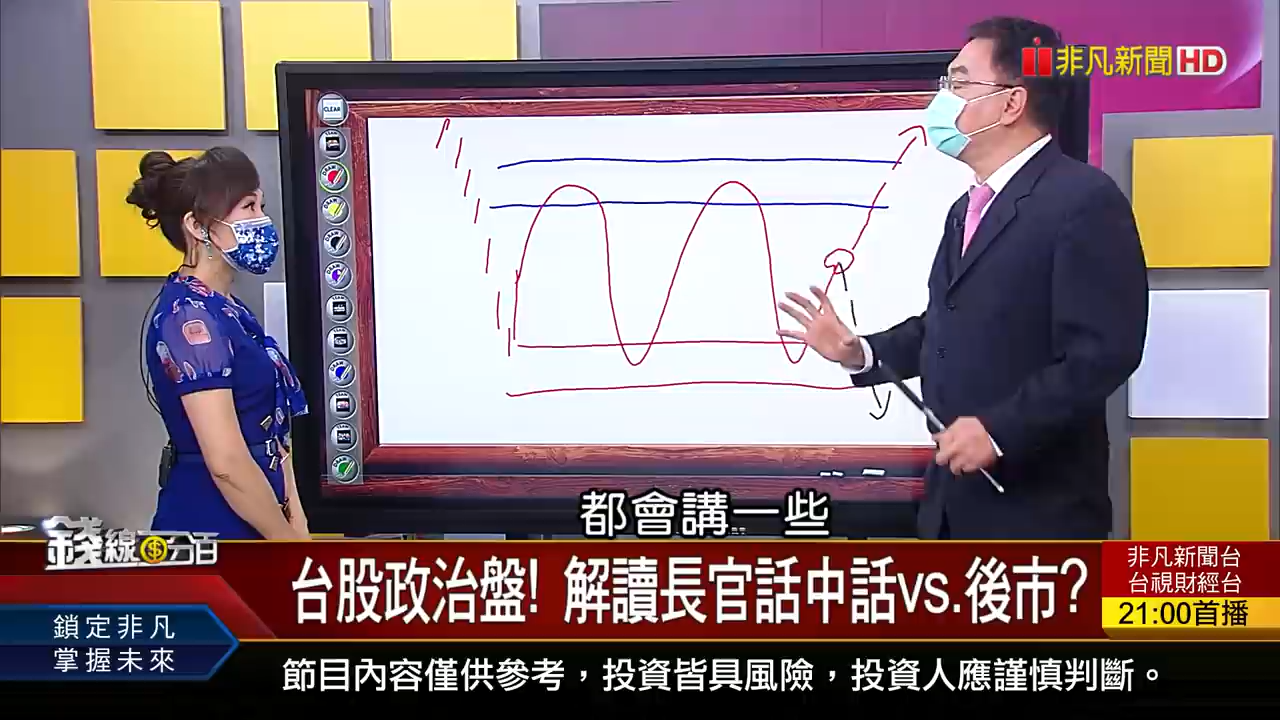 非凡新聞HD
CLEAR
都會講一些
錢線百分百
台股政治盤! 解讀長官話中話vs.後市?
非凡新聞台
台視財經台
21:00首播
鎖定非凡
掌握未來
節目內容僅供參考，投資皆具風險，投資人應謹慎判斷。